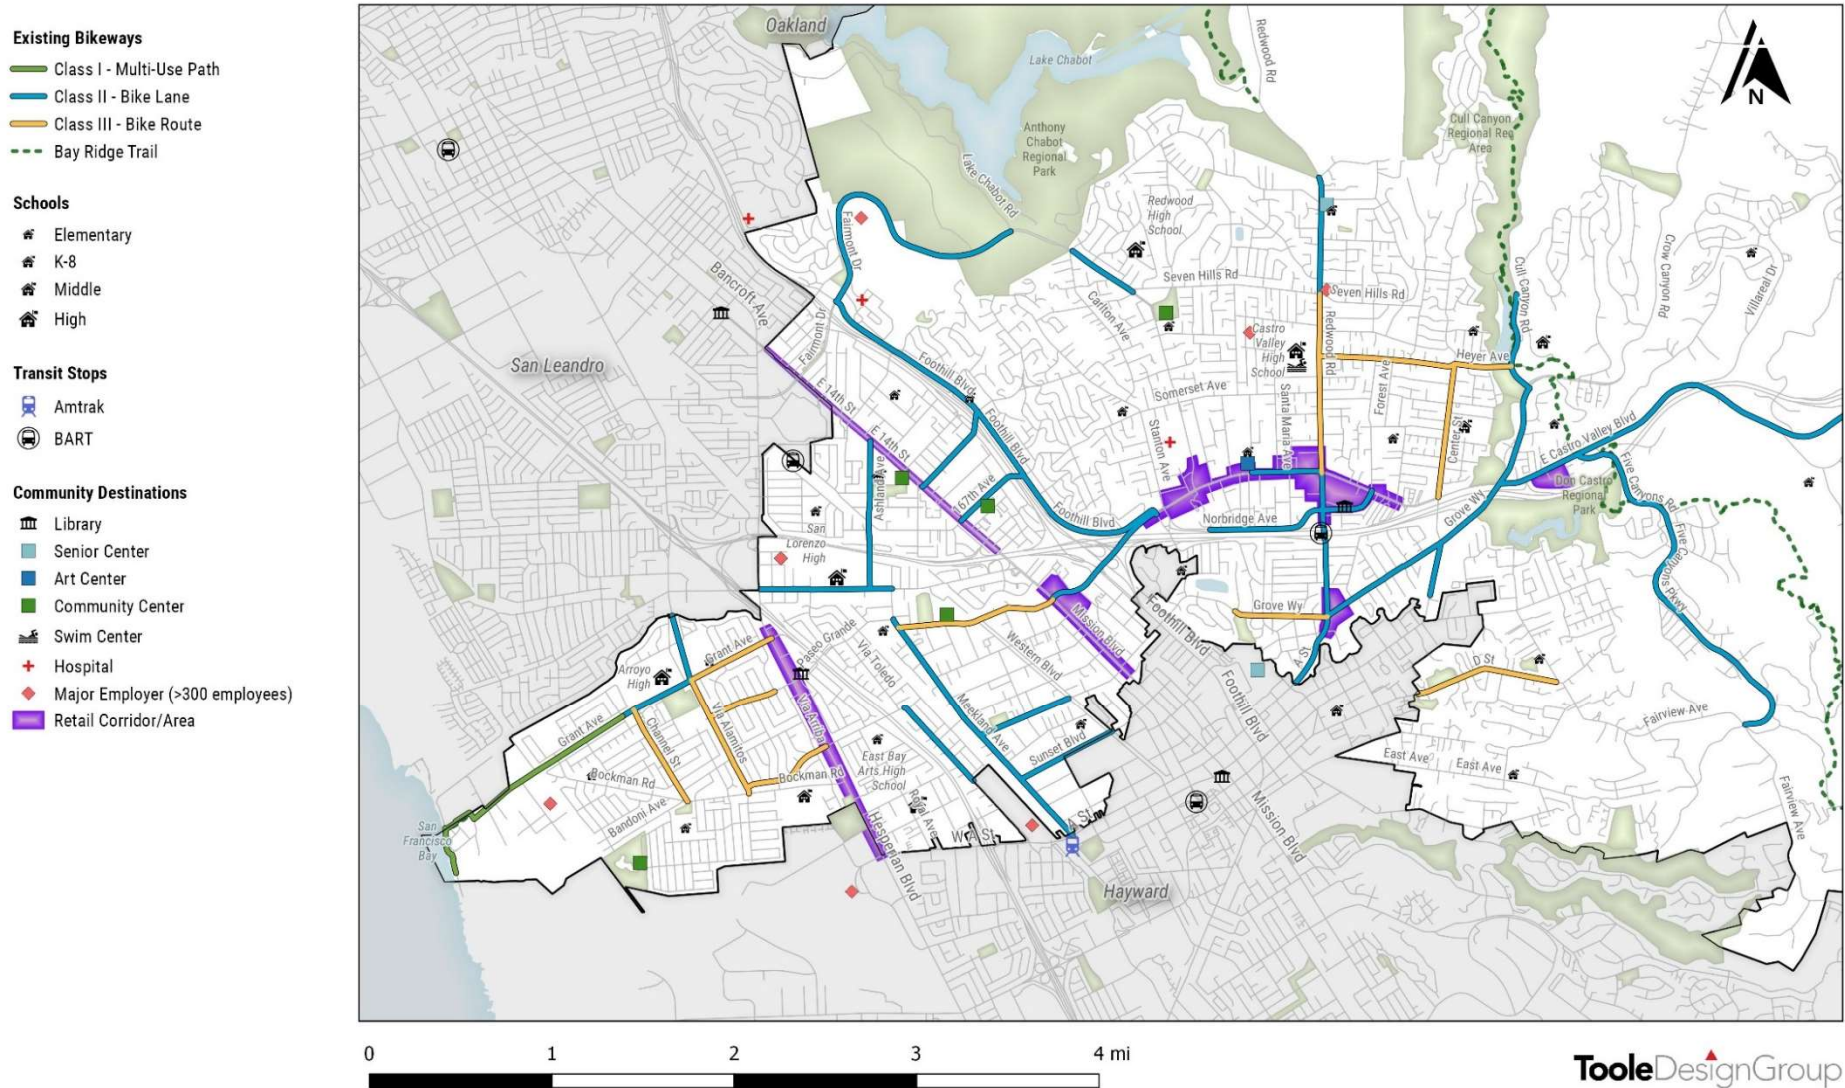 Existing Bikeways
Class I - Multi-Use Path
Class II - Bike Lane
Class III - Bike Route
Bay Ridge Trail
Schools
Elementary
K-8
Middle
High
Transit Stops
Amtrak
BART
Community Destinations
Library
Senior Center
Art Center
Community Center
Swim Center
Hospital
Major Employer (>300 employees)
Retail Corridor/Area
Oakland
Lake Chabot
Redwood Rd
N
Cull Canyon
Regional Rec
Area
Anthony
Chabot
Regional
Park
Lake Chabot Rd
Redwood
High
School
Fairmont Dr
Bancroft Ave
Seven Hills Rd
Seven Hills Rd
Cull Canyon Rd
Crow Canyon Rd
Villareal Dr
Carlton Ave
Fairmont Dr
Castro
Valley
High
School
Redwood Rd
San Leandro
Foothill Blvd
Heyer Ave
E 14th St
Somerset Ave
Santa Maria Ave
Forest Ave
Stanton Ave
Center St
E 14th St
Foothill Blvd
E Castro Valley Blvd
Ashland Ave
167th Ave
Don Castro
Regional
Park
Five Canyons Rd
Foothill Blvd
Norbridge Ave
Grove Wy
San
Lorenzo
High
Five Canyons Pkwy
Grove Wy
Foothill Blvd
Mission Blvd
Paseo Grande
Grant Ave
Via Toledo
Western Blvd
Arroyo
High
A St
D St
Foothill Blvd
Grant Ave
Channel St
Via Alamitos
Via Arriba
Meekland Ave
Sunset Blvd
Fairview Ave
East Ave
East Ave
East Bay
Arts High
School
Bockman Rd
Bockman Rd
Bandoni Ave
Royal Ave
Hesperian Blvd
W A St
A St
Mission Blvd
Fairview Ave
San
Francisco
Bay
Hayward
0 1 2 3 4 mi
TooleDesignGroup